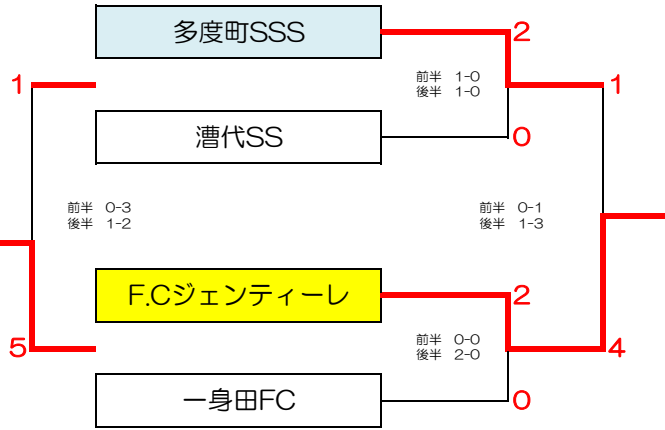 多度町SSS
2
前半 1-0
後半 1-0
1
1
漕代SS
0
前半 0-3
後半 1-2
前半 0-1
後半 1-3
F.Cジェンティーレ
2
前半 0-0
後半 2-0
5
4
一身田FC
0